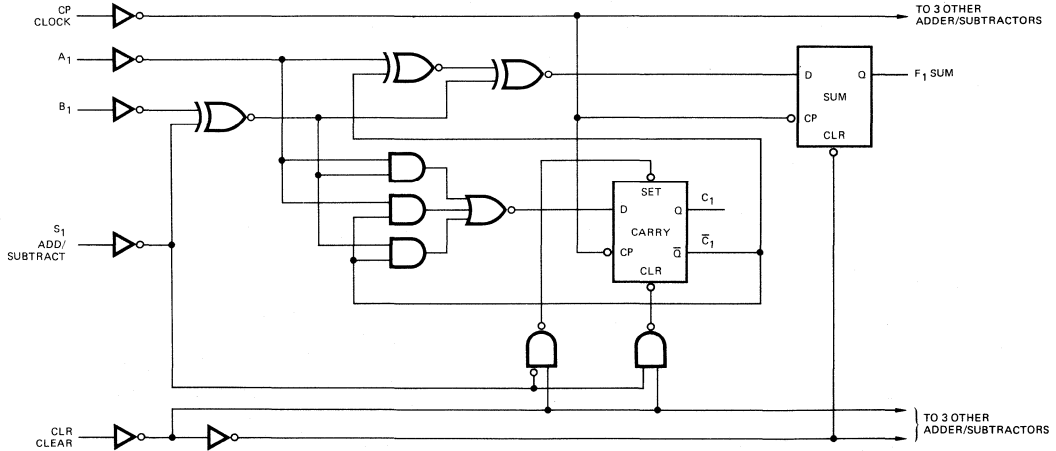 CP
CLOCK
TO 3 OTHER
ADDER/SUBTRACTORS
A1
B1
D
Q
F1 SUM
SUM
CP
CLR
SET
D
Q
C1
CARRY
CP
Q̅
C̅1
CLR
S1
ADD/
SUBTRACT
CLR
CLEAR
TO 3 OTHER
ADDER/SUBTRACTORS